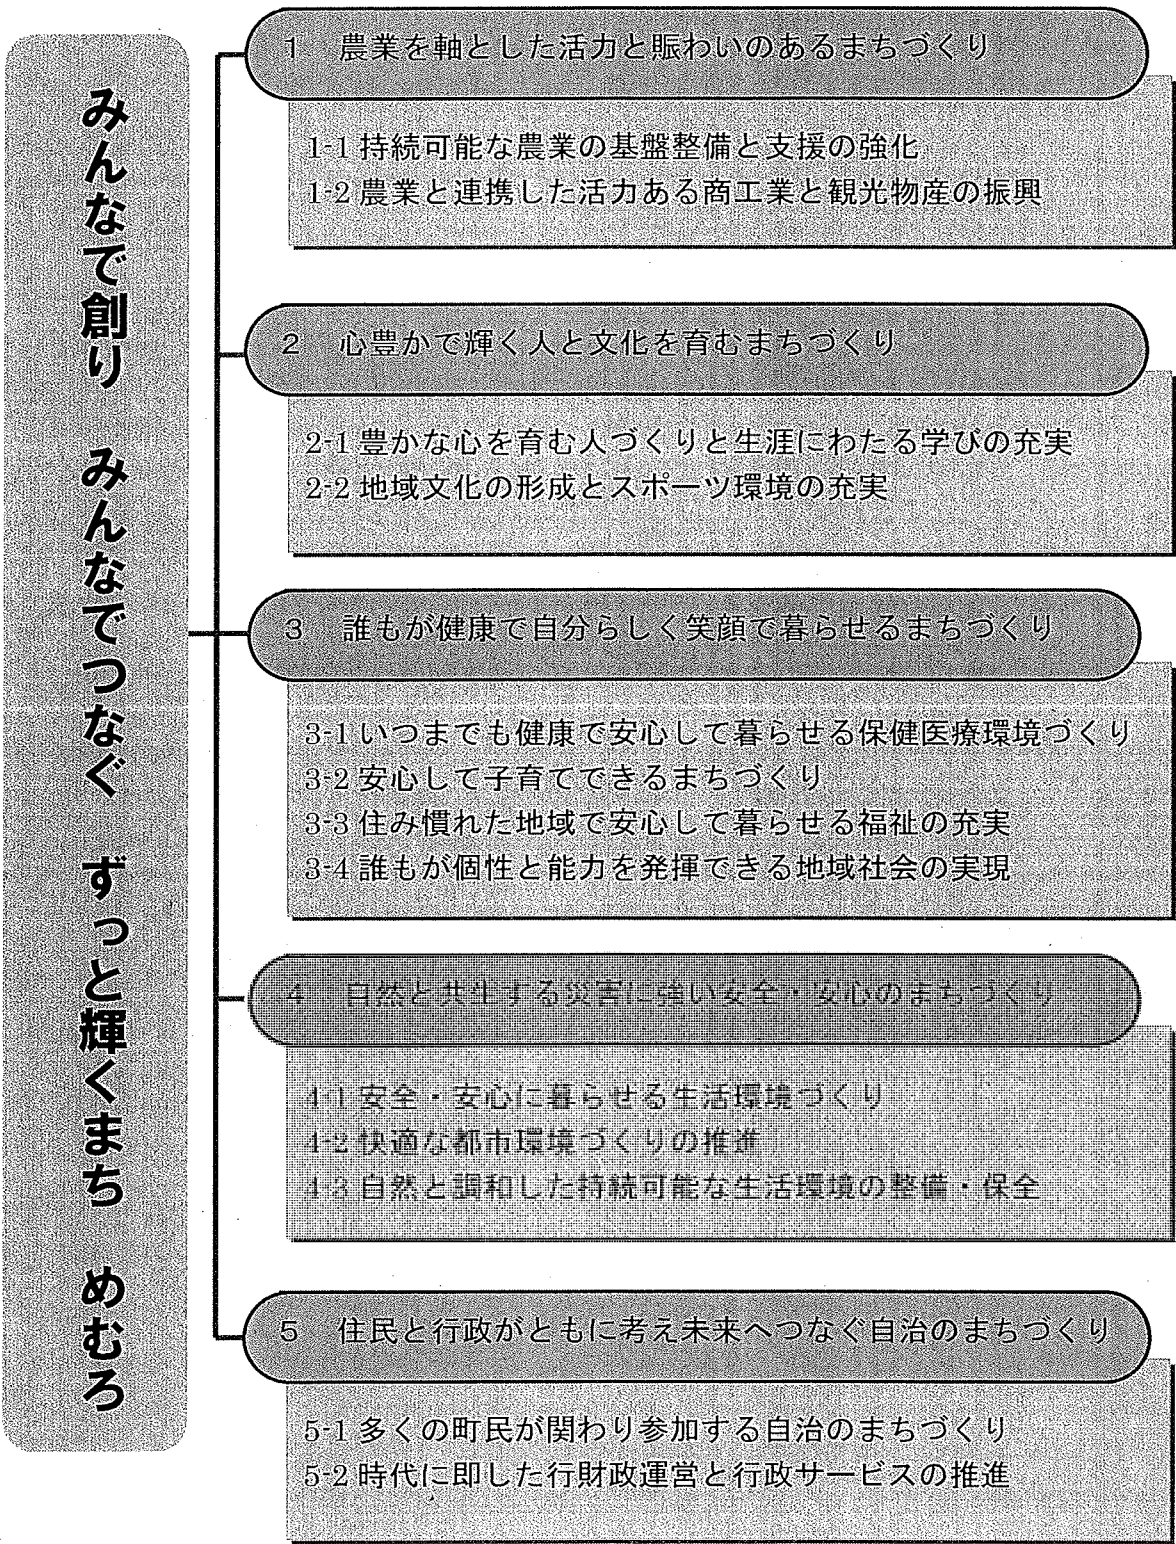 みんなで創り　みんなでつなぐ　ずっと輝くまち　めむろ
1　農業を軸とした活力と賑わいのあるまちづくり
1-1 持続可能な農業の基盤整備と支援の強化
1-2 農業と連携した活力ある商工業と観光物産の振興
2　心豊かで輝く人と文化を育むまちづくり
2-1 豊かな心を育む人づくりと生涯にわたる学びの充実
2-2 地域文化の形成とスポーツ環境の充実
3　誰もが健康で自分らしく笑顔で暮らせるまちづくり
3-1 いつまでも健康で安心して暮らせる保健医療環境づくり
3-2 安心して子育てできるまちづくり
3-3 住み慣れた地域で安心して暮らせる福祉の充実
3-4 誰もが個性と能力を発揮できる地域社会の実現
4　自然と共生する災害に強い安全・安心のまちづくり
4-1 安全・安心に暮らせる生活環境づくり
4-2 快適な都市環境づくりの推進
4-3 自然と調和した持続可能な生活環境の整備・保全
5　住民と行政がともに考え未来へつなぐ自治のまちづくり
5-1 多くの町民が関わり参加する自治のまちづくり
5-2 時代に即した行財政運営と行政サービスの推進